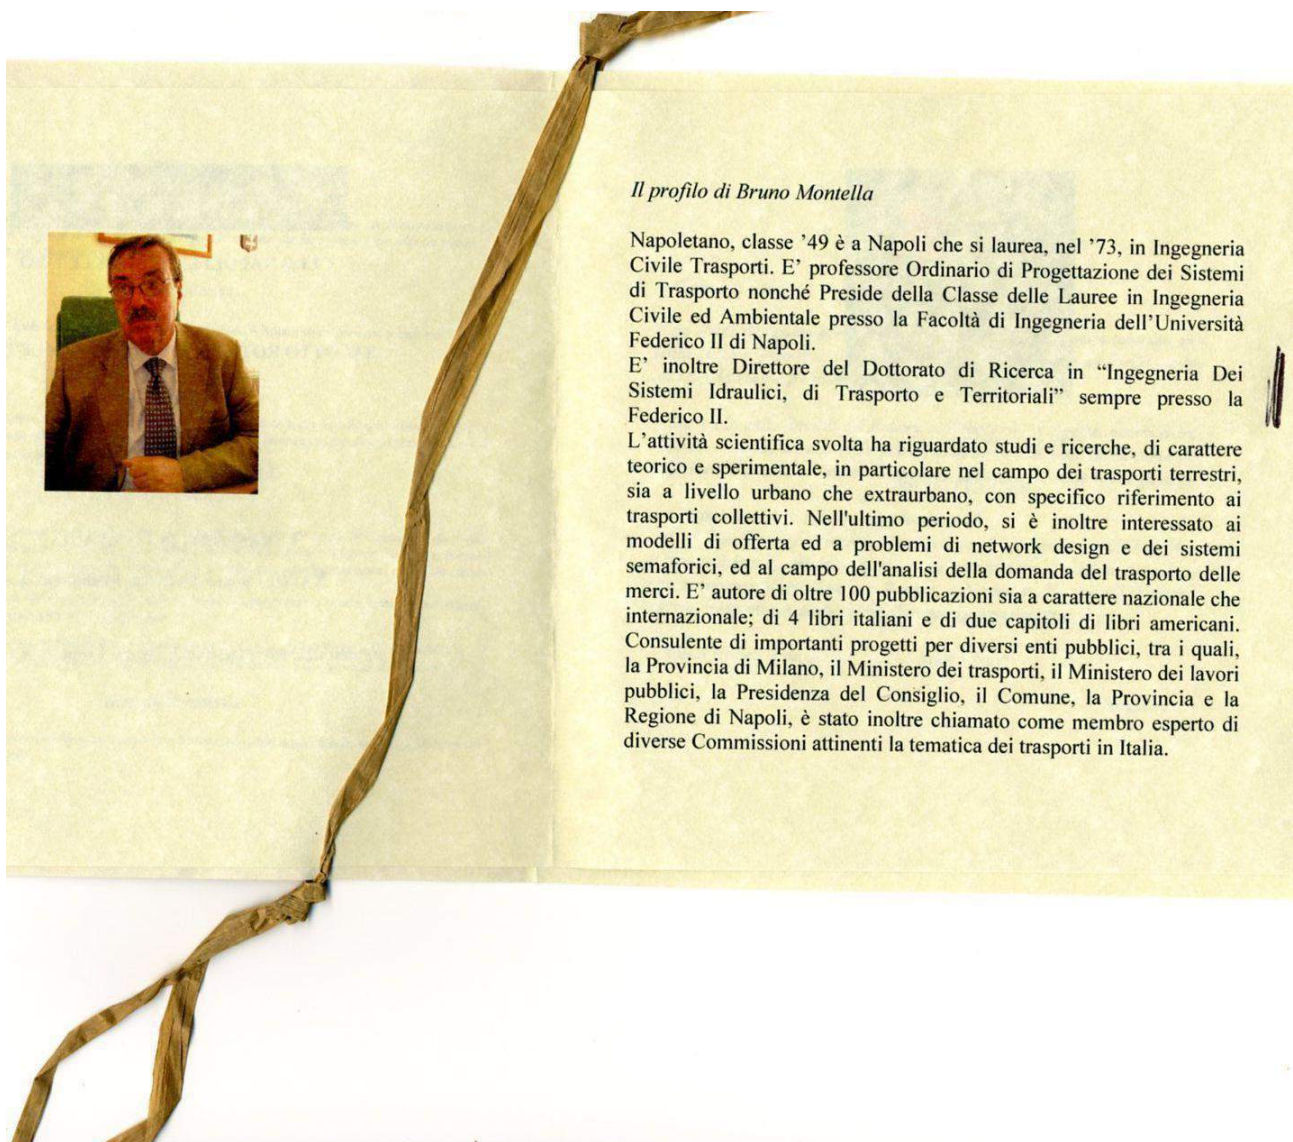 Il profilo di Bruno Montella
Napoletano, classe '49 è a Napoli che si laurea, nel '73, in Ingegneria
Civile Trasporti. E' professore Ordinario di Progettazione dei Sistemi
di Trasporto nonché Preside della Classe delle Lauree in Ingegneria
Civile ed Ambientale presso la Facoltà di Ingegneria dell'Università
Federico II di Napoli.
E' inoltre Direttore del Dottorato di Ricerca in “Ingegneria Dei
Sistemi Idraulici, di Trasporto e Territoriali” sempre presso la
Federico II.
L'attività scientifica svolta ha riguardato studi e ricerche, di carattere
teorico e sperimentale, in particolare nel campo dei trasporti terrestri,
sia a livello urbano che extraurbano, con specifico riferimento ai
trasporti collettivi. Nell'ultimo periodo, si è inoltre interessato ai
modelli di offerta ed a problemi di network design e dei sistemi
semaforici, ed al campo dell'analisi della domanda del trasporto delle
merci. E' autore di oltre 100 pubblicazioni sia a carattere nazionale che
internazionale; di 4 libri italiani e di due capitoli di libri americani.
Consulente di importanti progetti per diversi enti pubblici, tra i quali,
la Provincia di Milano, il Ministero dei trasporti, il Ministero dei lavori
pubblici, la Presidenza del Consiglio, il Comune, la Provincia e la
Regione di Napoli, è stato inoltre chiamato come membro esperto di
diverse Commissioni attinenti la tematica dei trasporti in Italia.